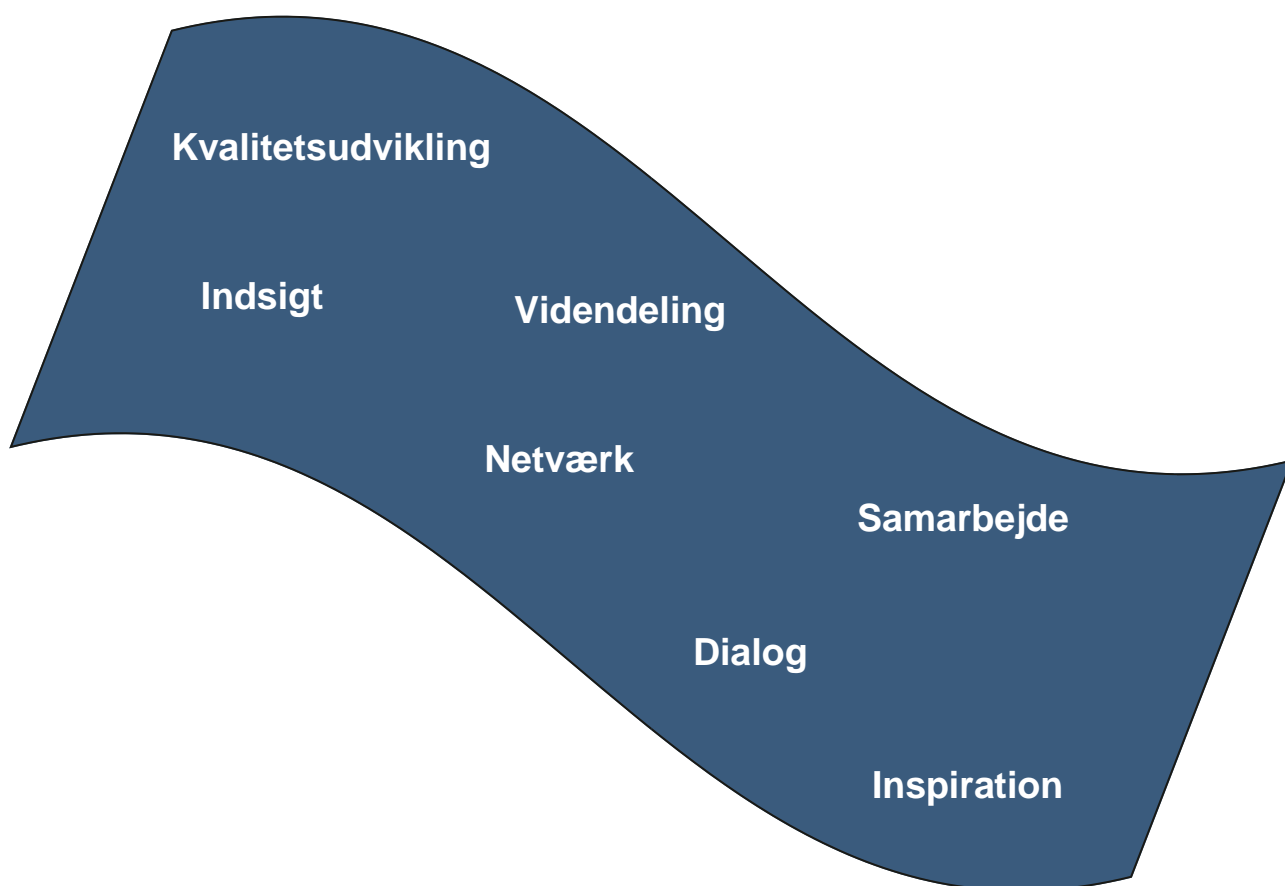 Kvalitetsudvikling
Indsigt
Videndeling
Netværk
Samarbejde
Dialog
Inspiration